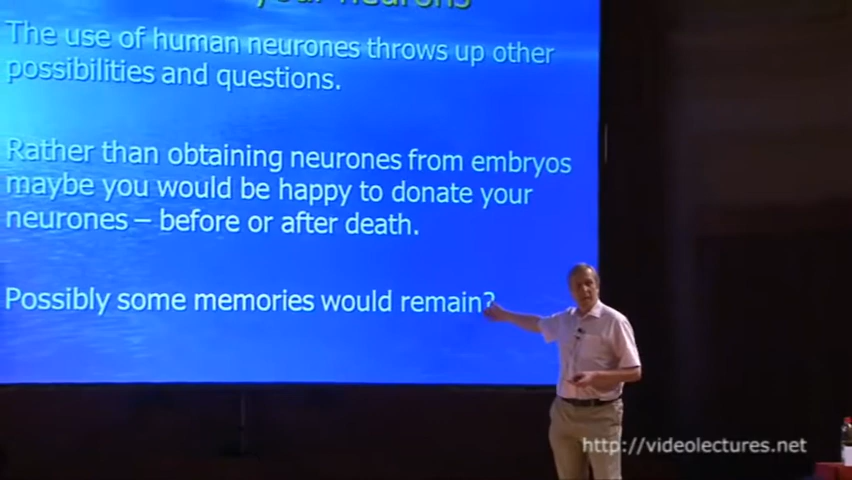 your neurons
The use of human neurones throws up other
possibilities and questions.
Rather than obtaining neurones from embryos
maybe you would be happy to donate your
neurones – before or after death.
Possibly some memories would remain?
http://videolectures.net